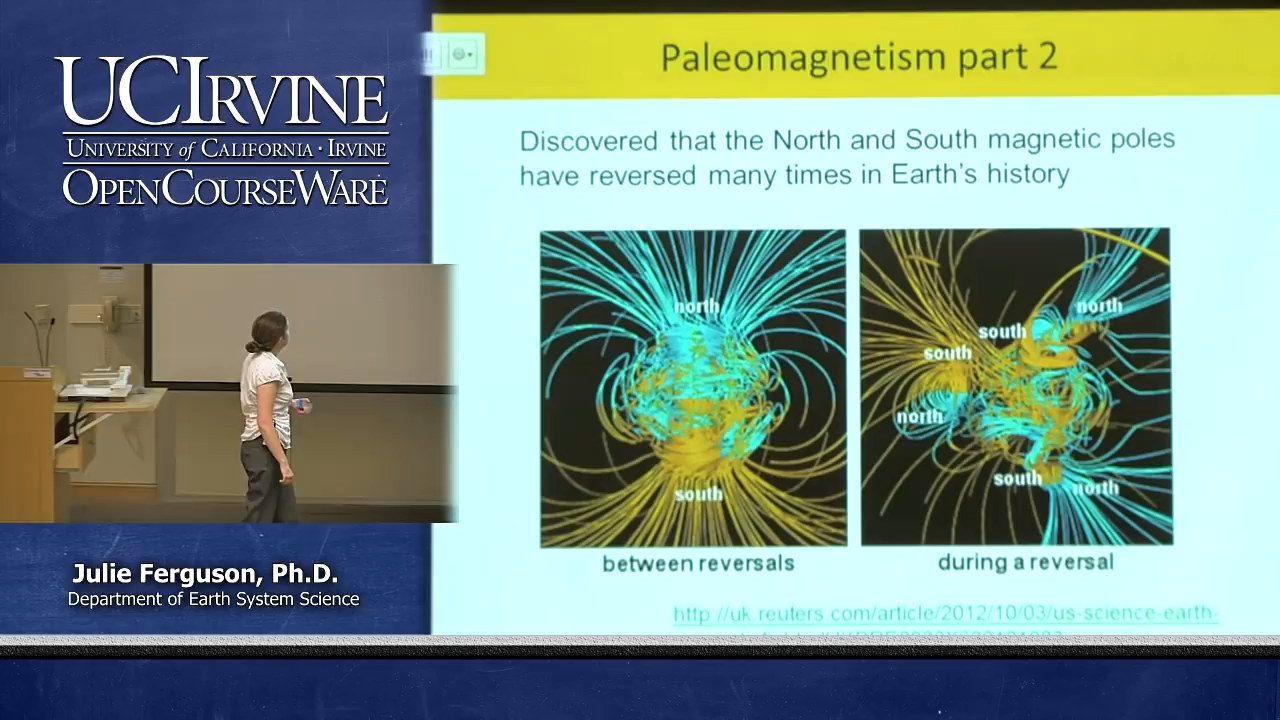 UCIRVINE
UNIVERSITY of CALIFORNIA · IRVINE
OPENCOURSEWARE
Julie Ferguson, Ph.D.
Department of Earth System Science
Paleomagnetism part 2
Discovered that the North and South magnetic poles
have reversed many times in Earth's history
north
south
north
south
south
north
south
north
between reversals
during a reversal
http://uk.reuters.com/article/2012/10/03/us-science-earth-